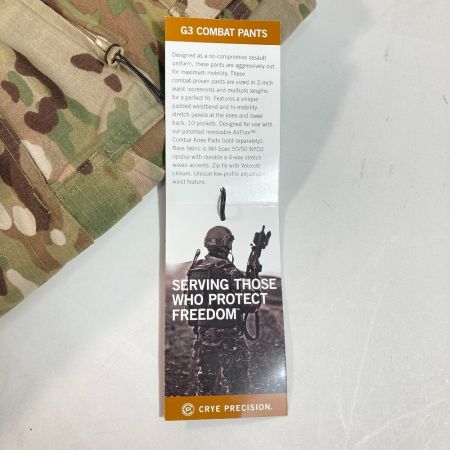 G3 COMBAT PANTS
Designed as a no-compromise assault
uniform, these pants are aggressively cut
for maximum mobility. These
combat-proven pants are sized in 2-inch
waist increments and multiple lengths
for a perfect fit. Features a unique
padded waistband and hi-mobility
stretch panels at the knee and lower
back. 10 pockets. Designed for use with
our patented removable AirFlex™
Combat Knee Pads (sold separately).
Base fabric is Mil-Spec 50/50 NYCO
ripstop with durable a 4-way stretch
woven accents. Zip fly with Velcro®
closure. Unique low profile adjustable
waist feature.
SERVING THOSE
WHO PROTECT
FREEDOM™
CRYE PRECISION.